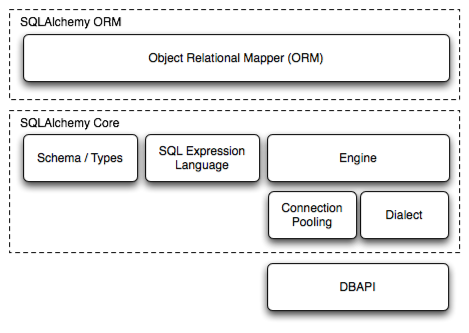 SQLAlchemy ORM
Object Relational Mapper (ORM)
SQLAlchemy Core
Schema / Types
SQL Expression
Language
Engine
Connection
Pooling
Dialect
DBAPI